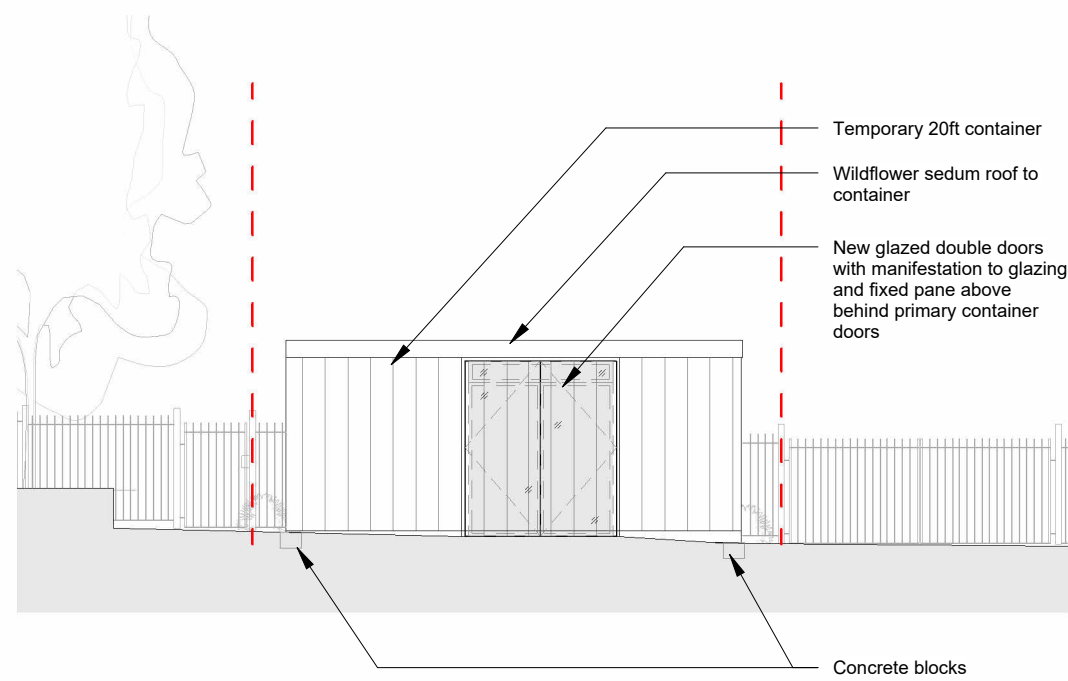 Temporary 20ft container
Wildflower sedum roof to
container
New glazed double doors
with manifestation to glazing
and fixed pane above
behind primary container
doors
Concrete blocks